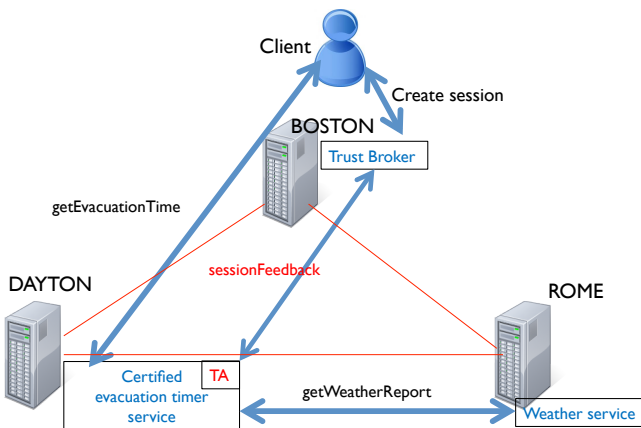 Client
Create session
BOSTON
Trust Broker
getEvacuationTime
sessionFeedback
DAYTON
ROME
Certified
evacuation timer
service
TA
getWeatherReport
Weather service